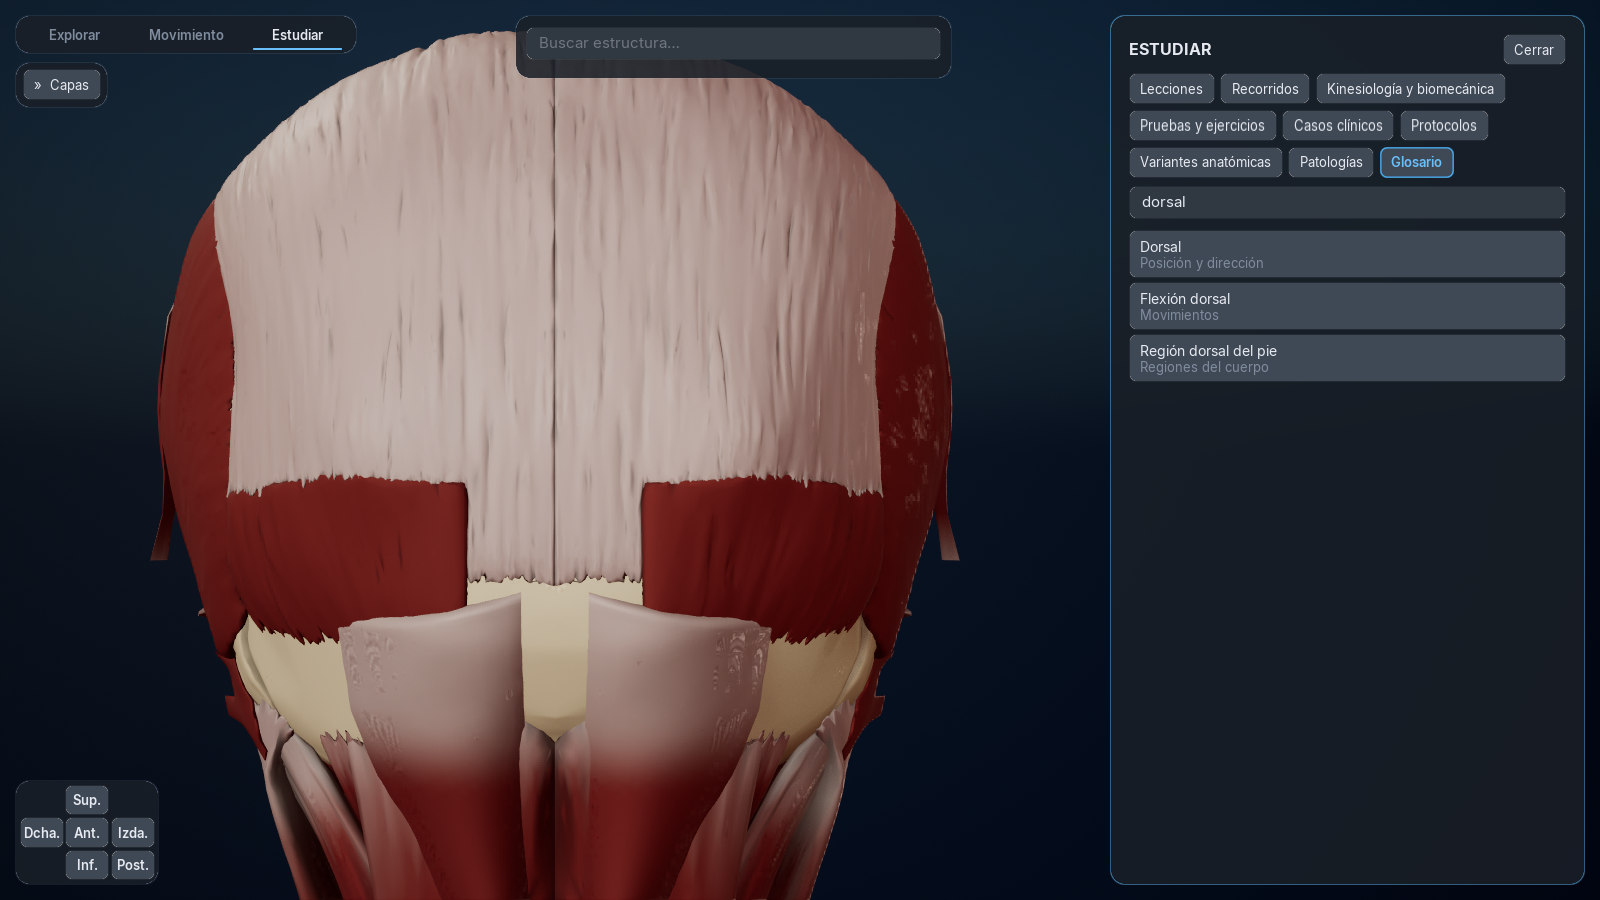 Explorar
Movimiento
Estudiar
» Capas
Buscar estructura...
ESTUDIAR
Cerrar
Lecciones
Recorridos
Kinesiología y biomecánica
Pruebas y ejercicios
Casos clínicos
Protocolos
Variantes anatómicas
Patologías
Glosario
dorsal
Dorsal
Posición y dirección
Flexión dorsal
Movimientos
Región dorsal del pie
Regiones del cuerpo
Sup.
Dcha.
Ant.
Izda.
Inf.
Post.